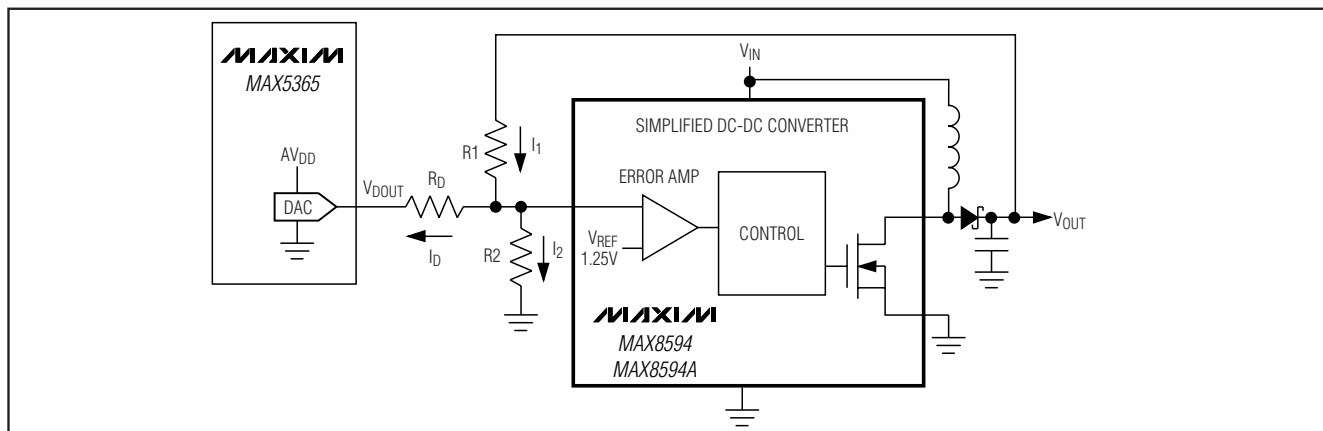 MAXIM
MAX5365
AVDD
DAC
VDOUT
RD
ID
R1
I1
R2
I2
VIN
SIMPLIFIED DC-DC CONVERTER
ERROR AMP
VREF
1.25V
CONTROL
MAXIM
MAX8594
MAX8594A
VOUT